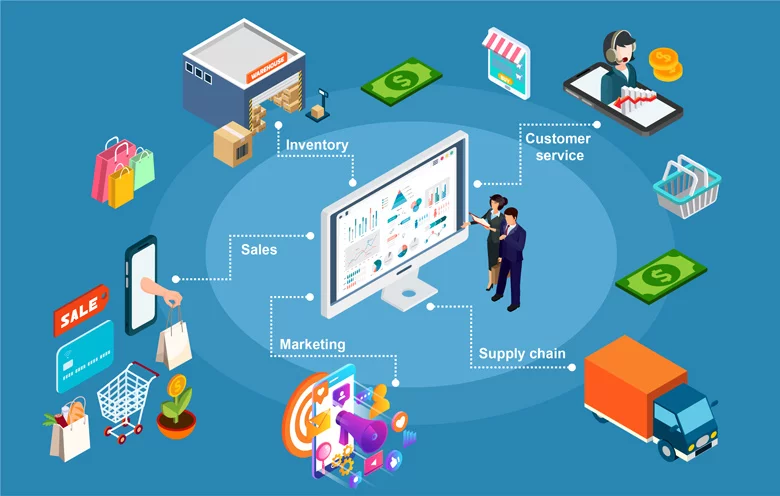 WAREHOUSE
Inventory
Customer
service
Sales
SALE
Marketing
Supply chain